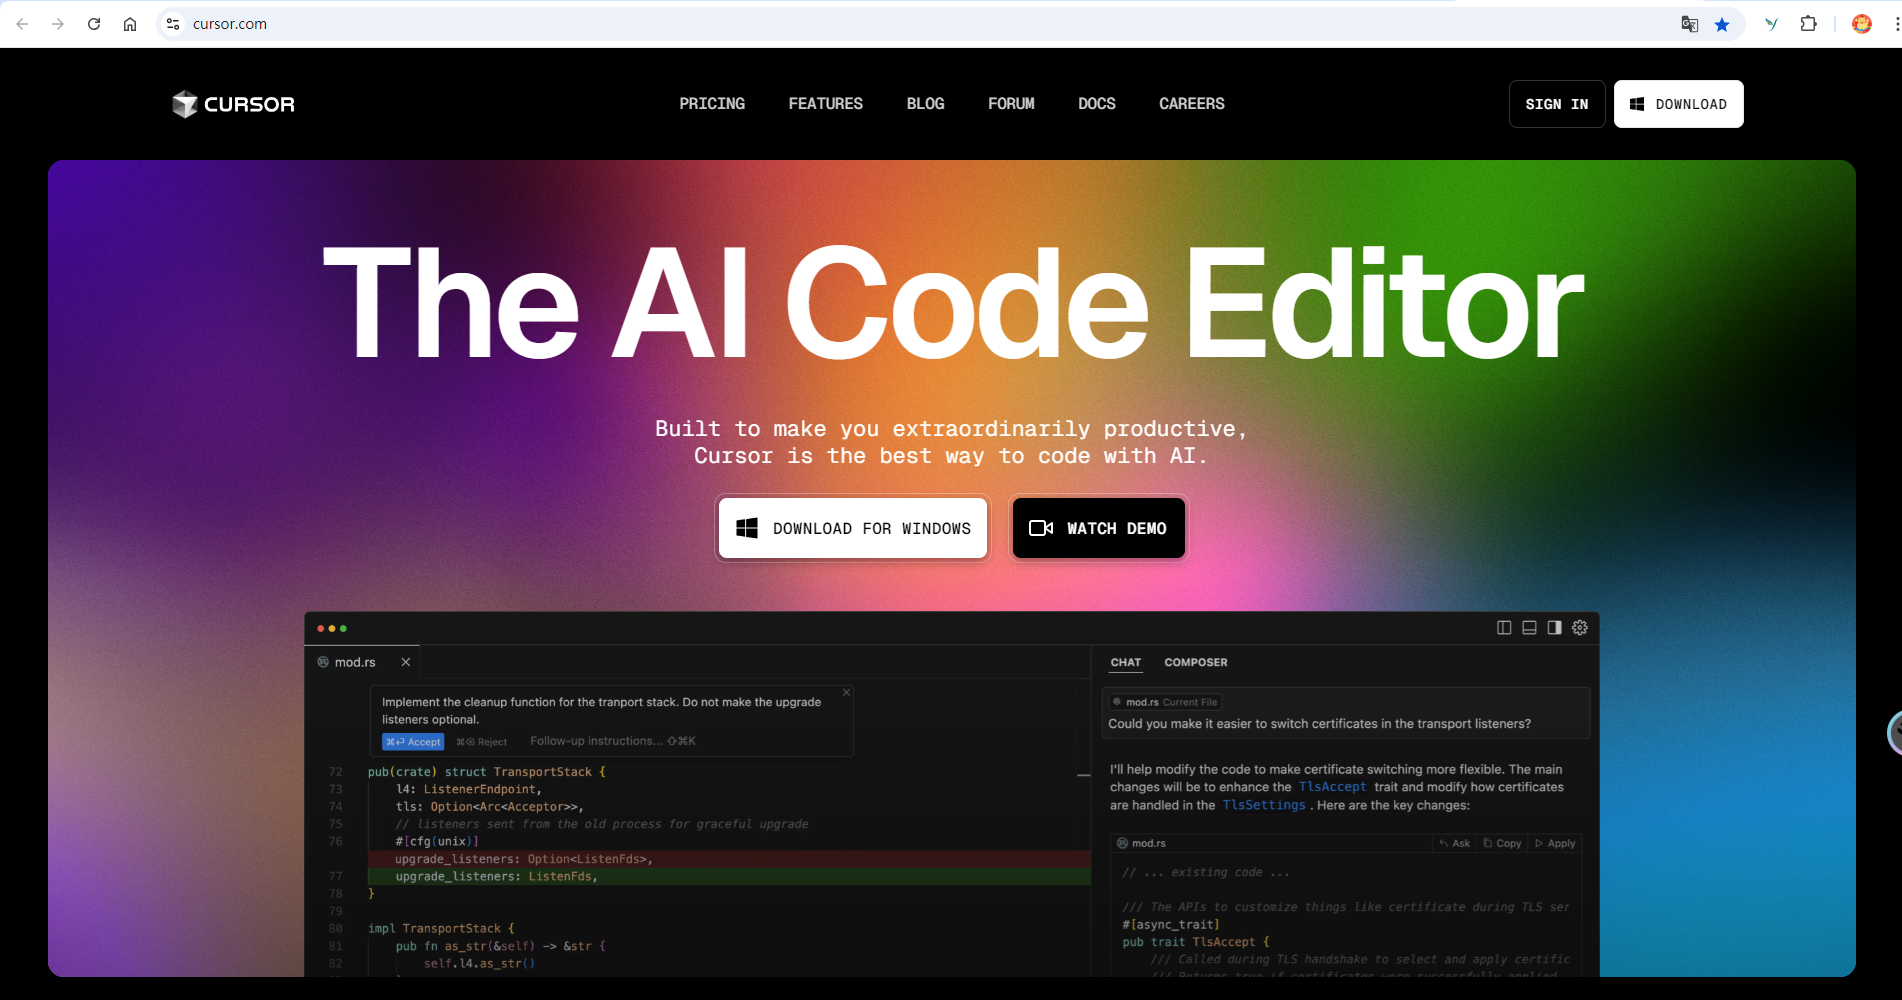 cursor.com
CURSOR
PRICING FEATURES BLOG FORUM DOCS CAREERS
SIGN IN
DOWNLOAD
The AI Code Editor
Built to make you extraordinarily productive,
Cursor is the best way to code with AI.
DOWNLOAD FOR WINDOWS
WATCH DEMO
mod.rs
Implement the cleanup function for the tranport stack. Do not make the upgrade
listeners optional.
Accept Reject Follow-up instructions... ⇧⌘K
72 pub(crate) struct TransportStack {
73 l4: ListenerEndpoint,
74 tls: Option<Arc<Acceptor>>,
75 // listeners sent from the old process for graceful upgrade
76 #[cfg(unix)]
upgrade_listeners: Option<ListenFds>,
77 upgrade_listeners: ListenFds,
78 }
79
80 impl TransportStack {
81 pub fn as_str(&self) -> &str {
82 self.l4.as_str()
CHAT COMPOSER
mod.rs Current File
Could you make it easier to switch certificates in the transport listeners?
I'll help modify the code to make certificate switching more flexible. The main
changes will be to enhance the TlsAccept trait and modify how certificates
are handled in the TlsSettings . Here are the key changes:
mod.rs Ask Copy Apply
// ... existing code ...
/// The APIs to customize things like certificate during TLS ser
#[async_trait]
pub trait TlsAccept {
/// Called during TLS handshake to select and apply certific
/// Returns true if certificates were successfully applied